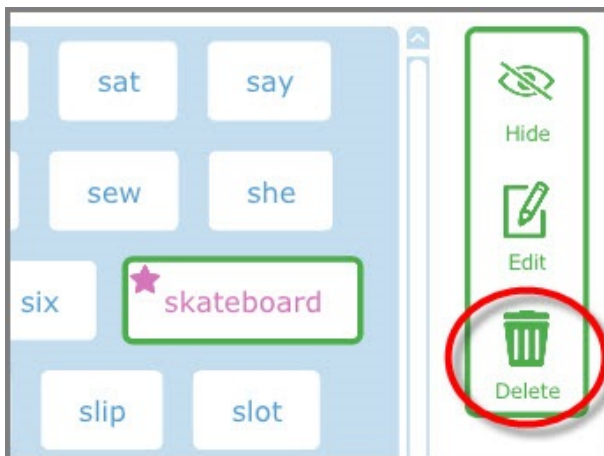 sat say
Hide
sew she
Edit
six skateboard
Delete
slip slot